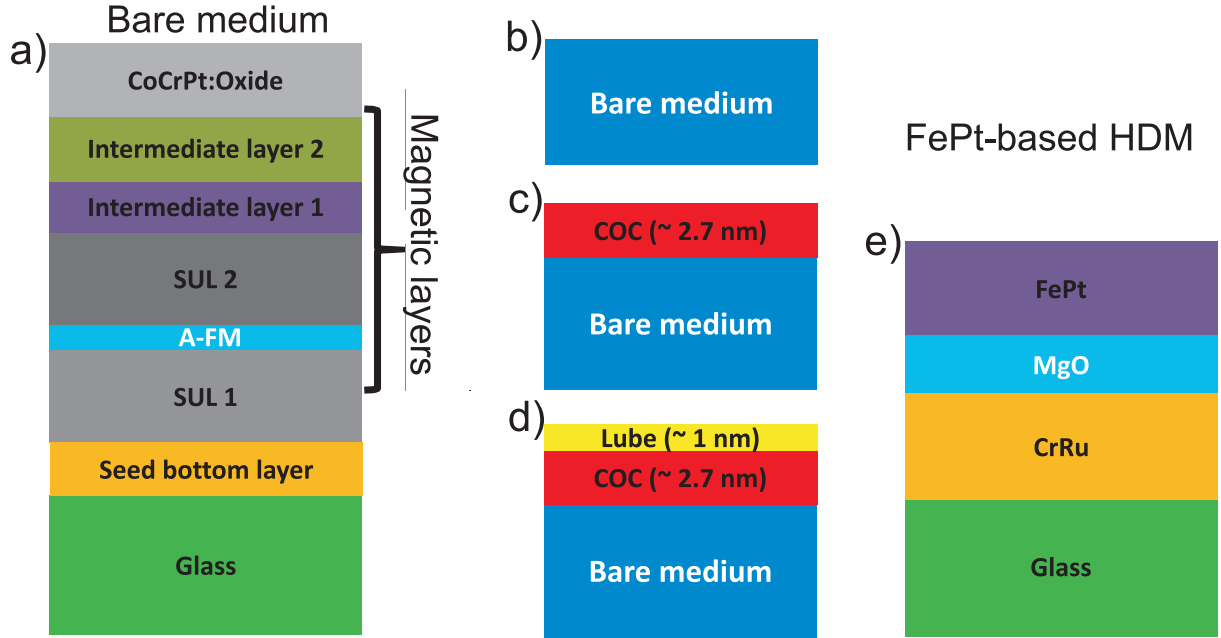 Bare medium
a)
CoCrPt:Oxide
Intermediate layer 2
Intermediate layer 1
SUL 2
A-FM
SUL 1
Seed bottom layer
Glass
Magnetic layers
b)
Bare medium
c)
COC (~ 2.7 nm)
Bare medium
d)
Lube (~ 1 nm)
COC (~ 2.7 nm)
Bare medium
FePt-based HDM
e)
FePt
MgO
CrRu
Glass